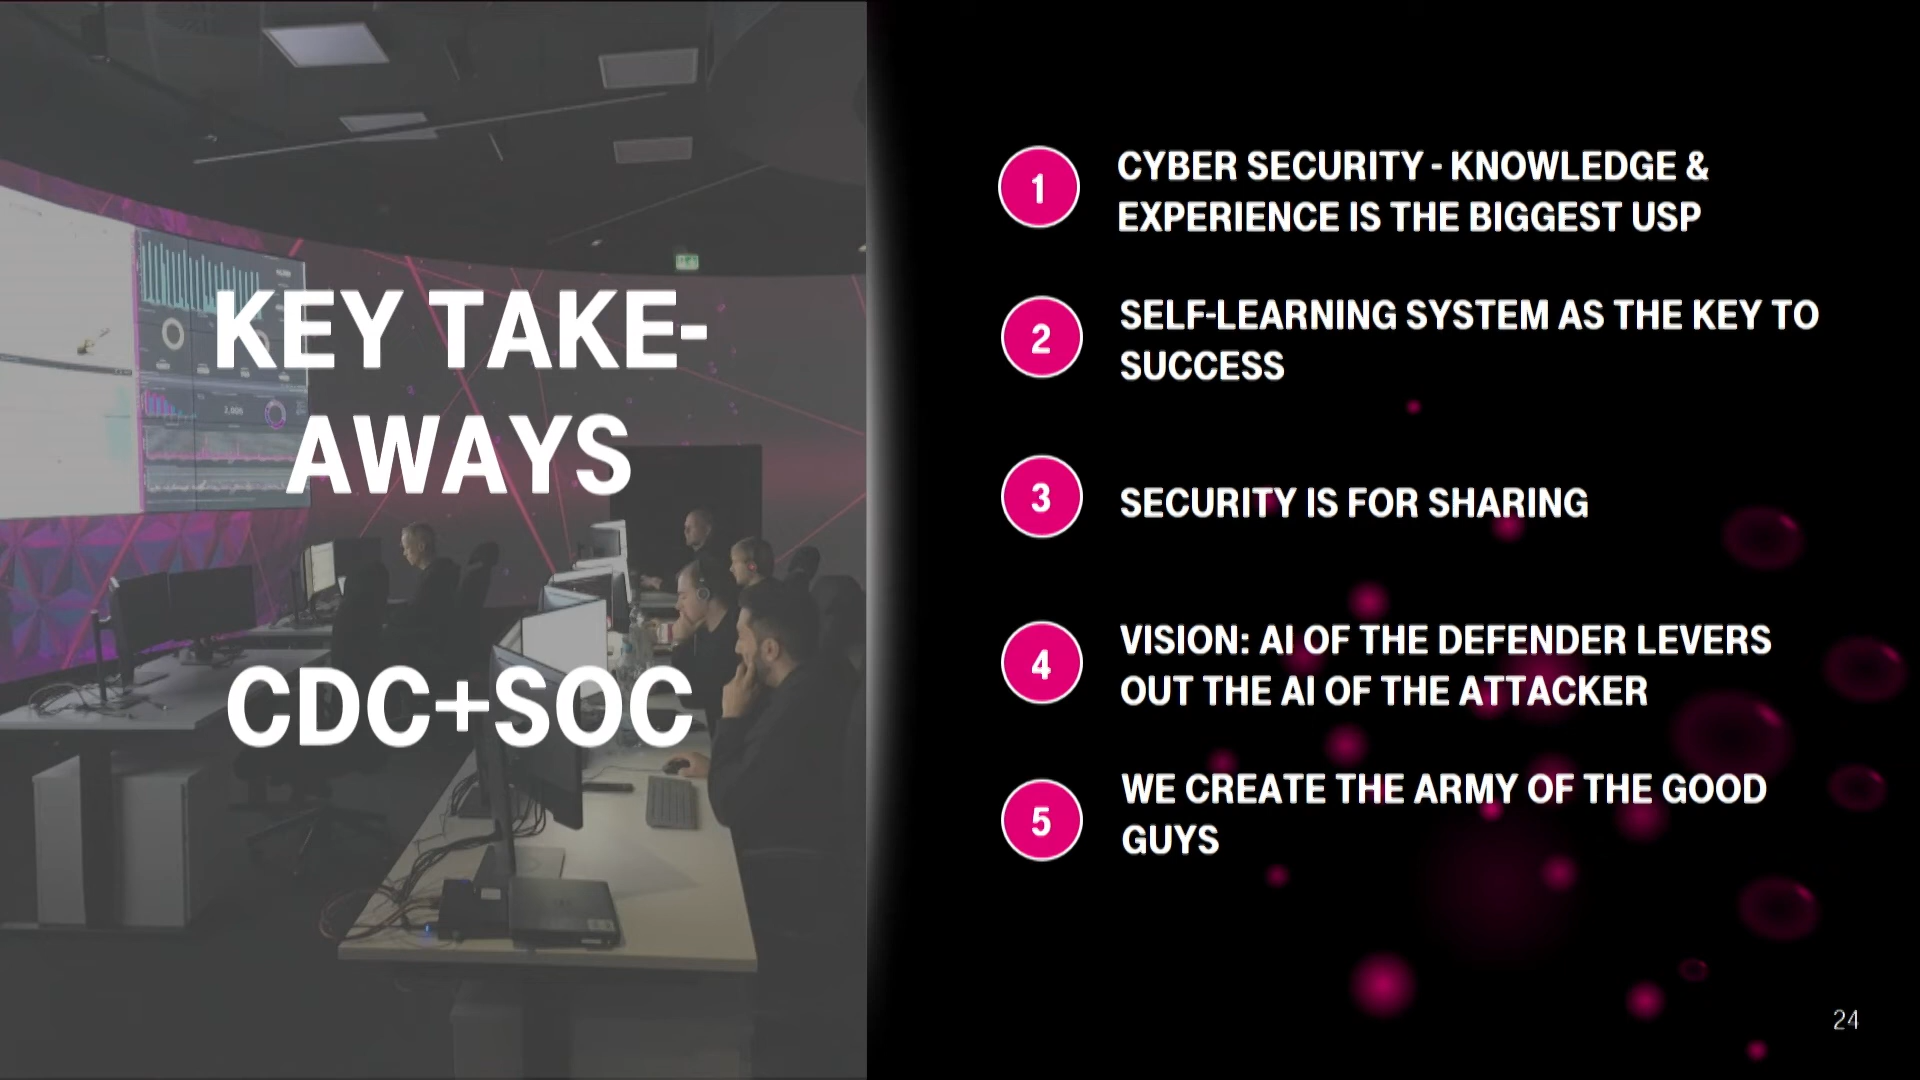 KEY TAKE-
AWAYS
CDC+SOC
1
CYBER SECURITY - KNOWLEDGE &
EXPERIENCE IS THE BIGGEST USP
2
SELF-LEARNING SYSTEM AS THE KEY TO
SUCCESS
3
SECURITY IS FOR SHARING
4
VISION: AI OF THE DEFENDER LEVERS
OUT THE AI OF THE ATTACKER
5
WE CREATE THE ARMY OF THE GOOD
GUYS
24